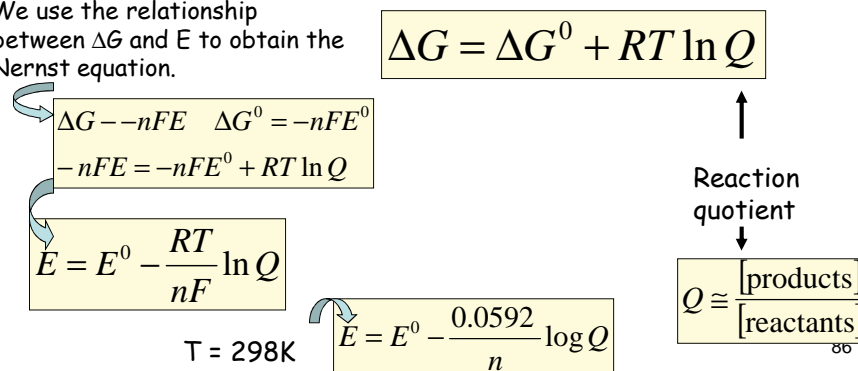 We use the relationship
between ΔG and E to obtain the
Nernst equation.
ΔG = ΔG⁰ + RT ln Q
ΔG − −nFE ΔG⁰ = −nFE⁰
− nFE = −nFE⁰ + RT ln Q
E = E⁰ − RT/nF ln Q
Reaction
quotient
Q ≅ [products]/[reactants]
T = 298K
E = E⁰ − 0.0592/n log Q
86